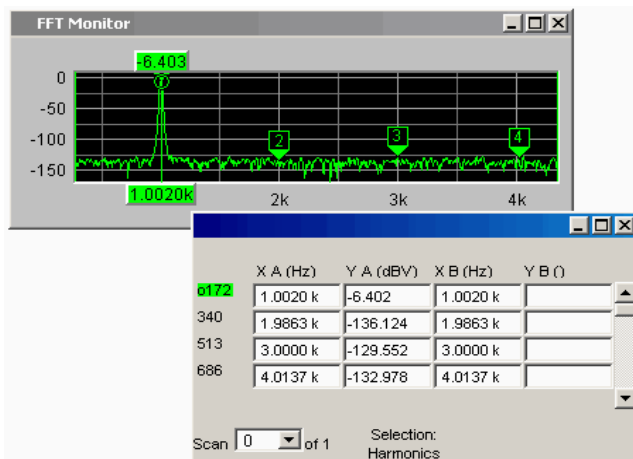 FFT Monitor
-6.403
0
-50
-100
-150
2
3
4
1.0020k
2k
3k
4k
X A (Hz) Y A (dBV) X B (Hz) Y B ()
o172 1.0020 k -6.402 1.0020 k
340 1.9863 k -136.124 1.9863 k
513 3.0000 k -129.552 3.0000 k
686 4.0137 k -132.978 4.0137 k
Scan 0 of 1
Selection:
Harmonics